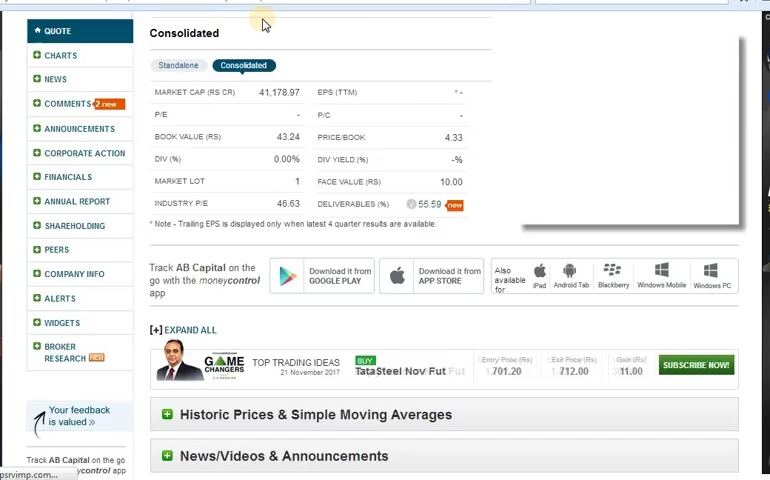 QUOTE
CHARTS
NEWS
COMMENTS 2 new
ANNOUNCEMENTS
CORPORATE ACTION
FINANCIALS
ANNUAL REPORT
SHAREHOLDING
PEERS
COMPANY INFO
ALERTS
WIDGETS
BROKER
RESEARCH
Your feedback
is valued »
Track AB Capital on the
go with the moneycontrol app
psrvimp.com...
Consolidated
Standalone Consolidated
MARKET CAP (RS CR) 41,178.97 EPS (TTM) * -
P/E - P/C -
BOOK VALUE (RS) 43.24 PRICE/BOOK 4.33
DIV (%) 0.00% DIV YIELD.(%) -%
MARKET LOT 1 FACE VALUE (RS) 10.00
INDUSTRY P/E 46.63 DELIVERABLES (%) i 55.59 new
* Note - Trailing EPS is displayed only when latest 4 quarter results are available.
Track AB Capital on the
go with the moneycontrol
app
Download it from
GOOGLE PLAY
Download it from
APP STORE
Also
available
for
iPad Android Tab Blackberry Windows Mobile Windows PC
[+] EXPAND ALL
GAME
CHANGERS
TOP TRADING IDEAS
21 November 2017
BUY
TataSteel Nov Fut
Entry Price (Rs)
Exit Price (Rs)
Gain (Rs)
SUBSCRIBE NOW!
Historic Prices & Simple Moving Averages
News/Videos & Announcements